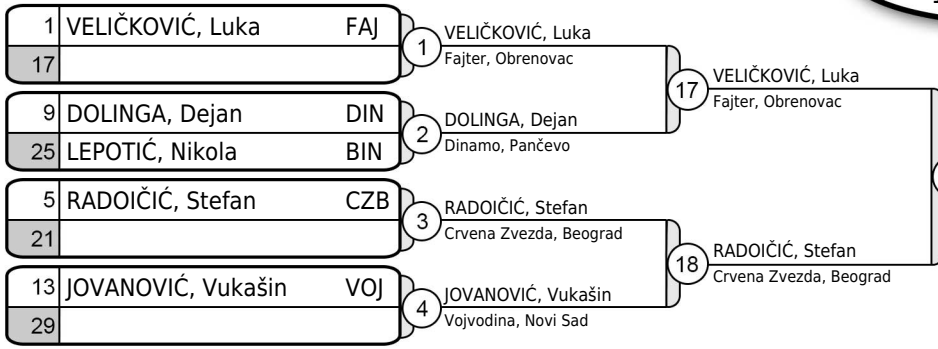 1 VELIČKOVIĆ, Luka FAJ
17
9 DOLINGA, Dejan DIN
25 LEPOTIĆ, Nikola BIN
5 RADOIČIĆ, Stefan CZB
21
13 JOVANOVIĆ, Vukašin VOJ
29
1
VELIČKOVIĆ, Luka
Fajter, Obrenovac
2
DOLINGA, Dejan
Dinamo, Pančevo
3
RADOIČIĆ, Stefan
Crvena Zvezda, Beograd
4
JOVANOVIĆ, Vukašin
Vojvodina, Novi Sad
17
VELIČKOVIĆ, Luka
Fajter, Obrenovac
18
RADOIČIĆ, Stefan
Crvena Zvezda, Beograd